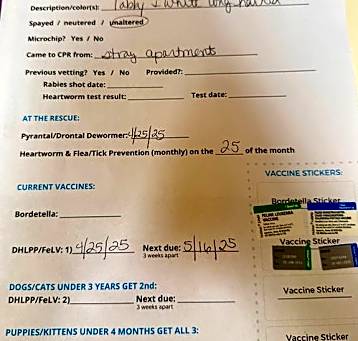 Description/color(s): Tabby & White long haired
Spayed / neutered / unaltered
Microchip? Yes / No
Came to CPR from: stray apartments
Previous vetting? Yes / No Provided?:
Rabies shot date:
Heartworm test result: Test date:
AT THE RESCUE:
Pyrantal/Drontal Dewormer: 4/25/25
Heartworm & Flea/Tick Prevention (monthly) on the 25 of the month
VACCINE STICKERS:
CURRENT VACCINES:
Bordetella Sticker
Bordetella:
FELINE LEUKEMIA
VACCINE
Vaccine Sticker
DHLPP/FeLV: 1) 4/25/25 Next due: 5/16/25
3 weeks apart
DOGS/CATS UNDER 3 YEARS GET 2nd:
Vaccine Sticker
DHLPP/FeLV: 2) Next due:
3 weeks apart
PUPPIES/KITTENS UNDER 4 MONTHS GET ALL 3:
Vaccine Sticker